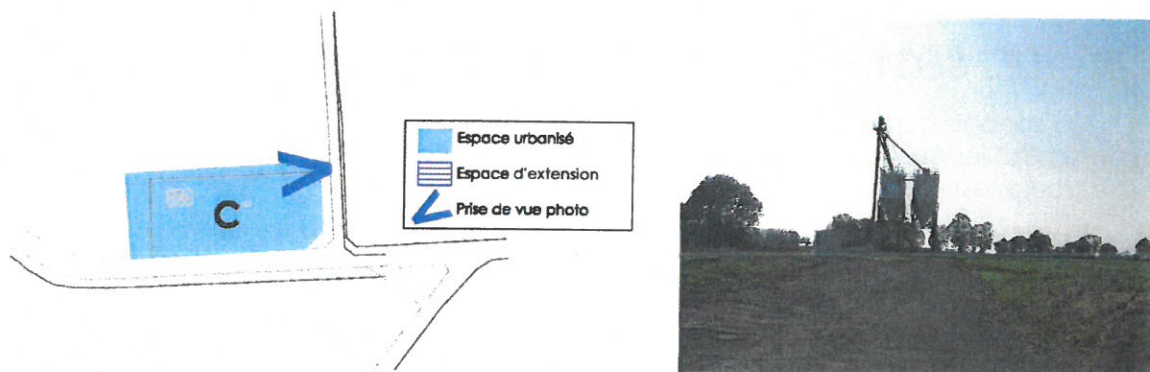 C
Espace urbanisé
Espace d'extension
Prise de vue photo